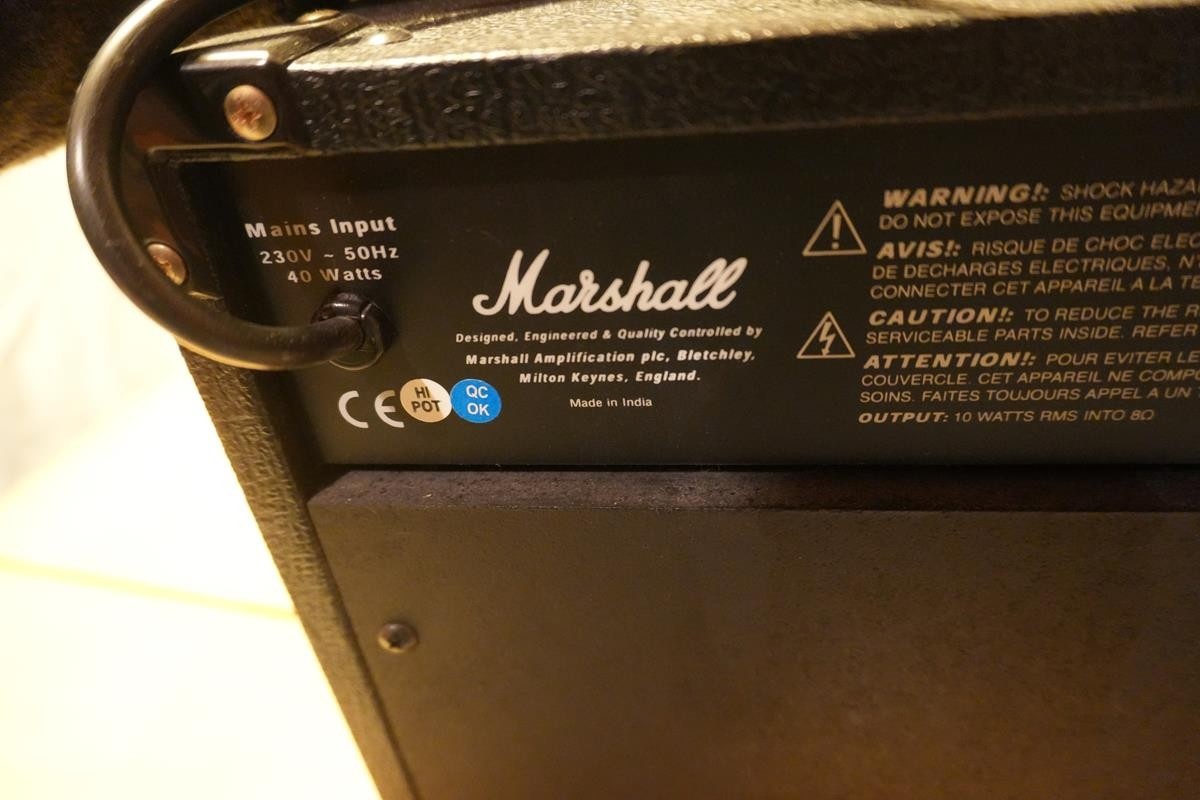 Mains Input
230V ~ 50Hz
40 Watts
Marshall
Designed, Engineered & Quality Controlled by
Marshall Amplification plc, Bletchley,
Milton Keynes, England.
Made in India
CE
HI
POT
QC
OK
WARNING!: SHOCK HAZA
DO NOT EXPOSE THIS EQUIPME
AVIS!: RISQUE DE CHOC ELEC
DE DECHARGES ELECTRIQUES, N'
CONNECTER CET APPAREIL A LA TE
CAUTION!: TO REDUCE THE R
SERVICEABLE PARTS INSIDE. REFER
ATTENTION!: POUR EVITER LE
COUVERCLE. CET APPAREIL NE COMPO
SOINS. FAITES TOUJOURS APPEL A UN
OUTPUT: 10 WATTS RMS INTO 8Ω